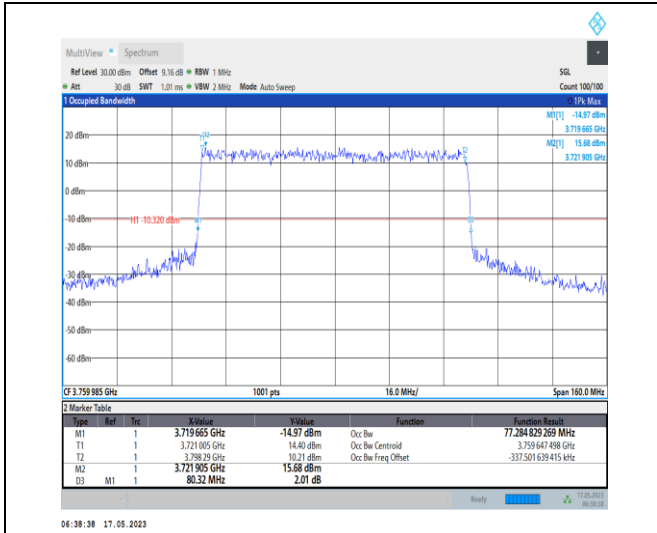 MultiView Spectrum
Ref Level 30.00 dBm Offset 9.16 dB RBW 1 MHz SGL
Att 30 dB SWT 1.01 ms VBW 2 MHz Mode Auto Sweep Count 100/100
1 Occupied Bandwidth 1Pk Max
M1[1] -14.97 dBm
3.719 665 GHz
M2[1] 15.68 dBm
3.721 905 GHz
20 dBm
10 dBm
0 dBm
-10 dBm H1 -10.320 dBm
-20 dBm
-30 dBm
-40 dBm
-50 dBm
-60 dBm
CF 3.759 985 GHz 1001 pts 16.0 MHz/ Span 160.0 MHz
2 Marker Table
Type Ref Trc X-Value Y-Value Function Function Result
M1 1 3.719 665 GHz -14.97 dBm Occ Bw 77.284 829 269 MHz
T1 1 3.721 005 GHz 14.40 dBm Occ Bw Centroid 3.759 647 498 GHz
T2 1 3.798 29 GHz 10.21 dBm Occ Bw Freq Offset -337.501 639 415 kHz
M2 1 3.721 905 GHz 15.68 dBm
D3 M1 1 80.32 MHz 2.01 dB
Ready 17.05.2023
06:38:38
06:38:38 17.05.2023